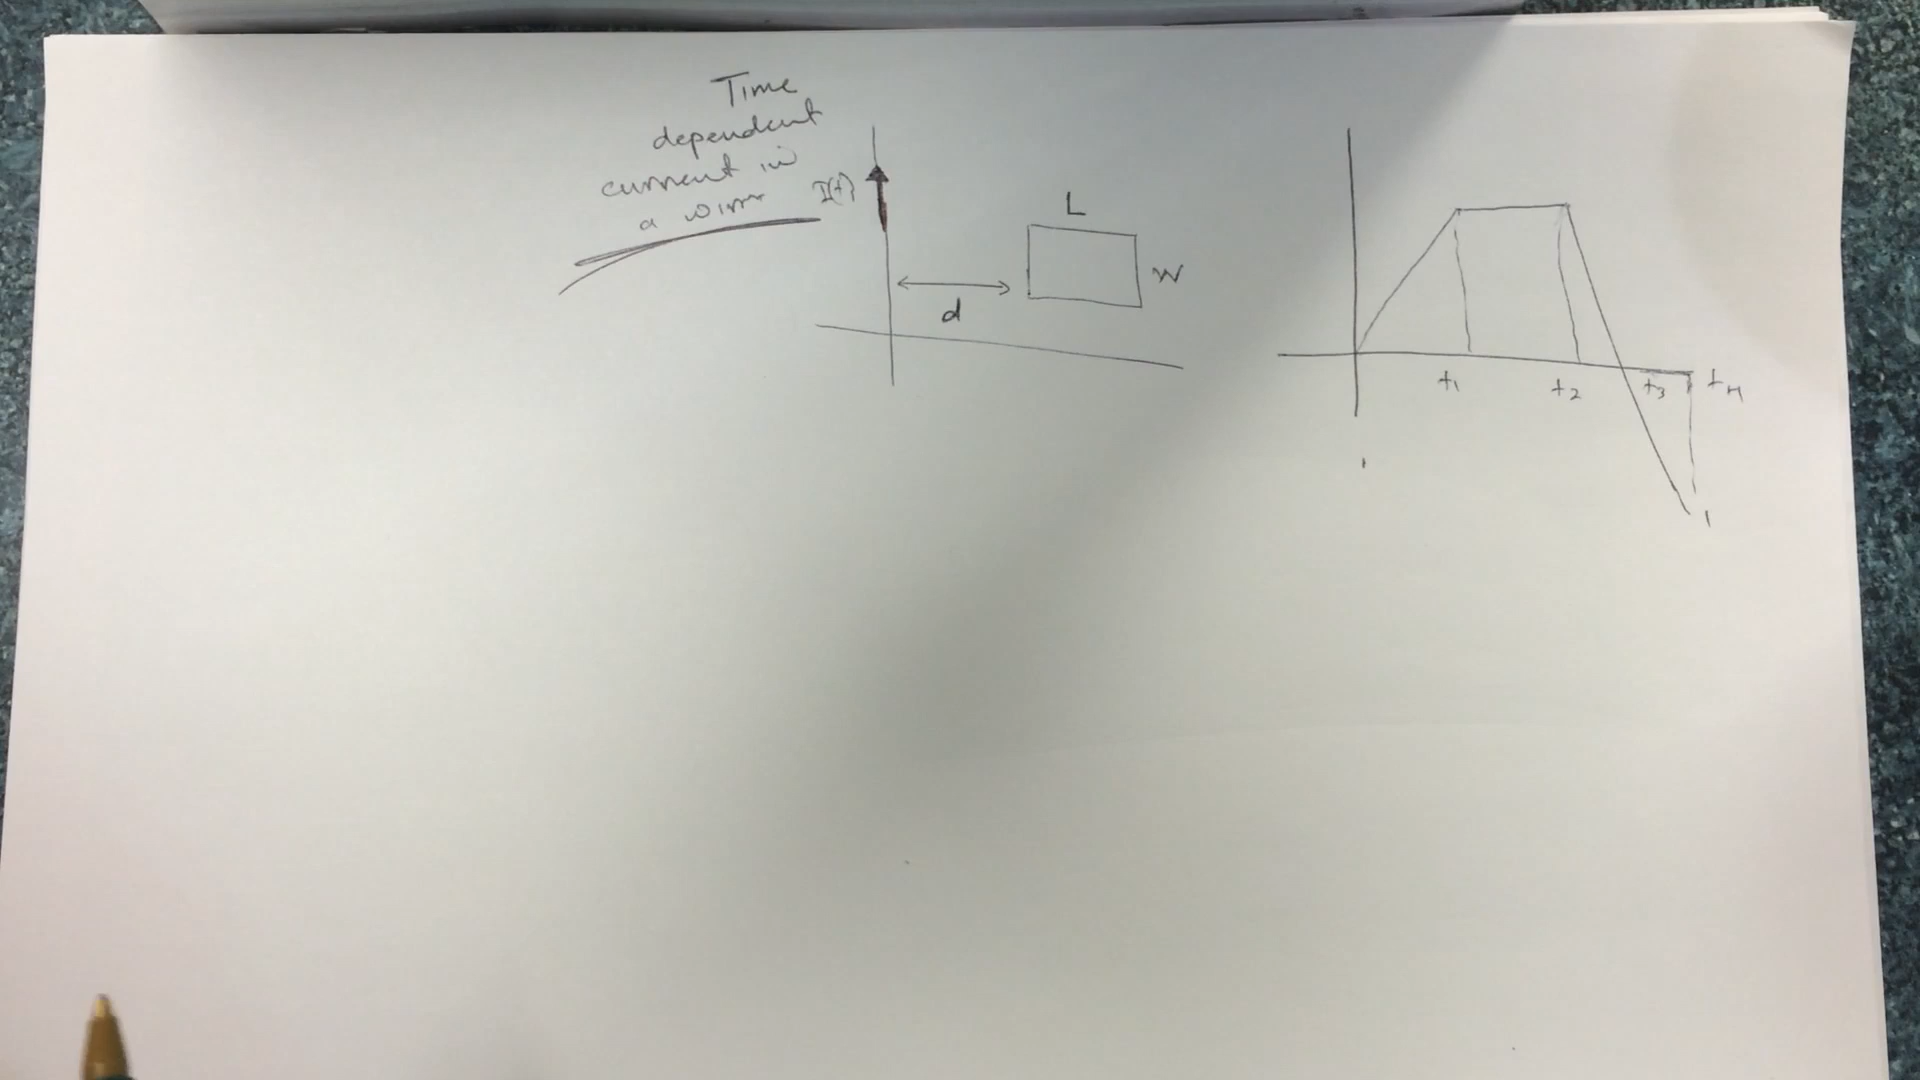 Time
dependent
current in
a wire
I(t)
L
W
d
t1
t2
t3
t4